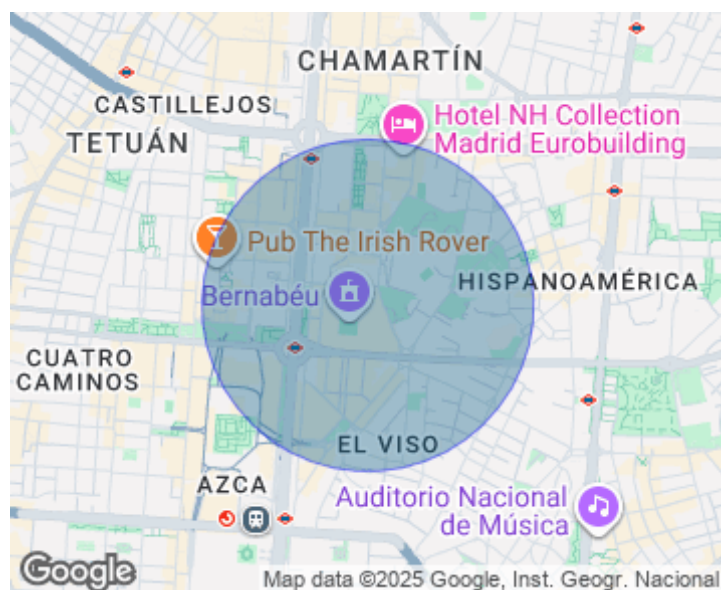 CHAMARTÍN
CASTILLEJOS
TETUÁN
Hotel NH Collection
Madrid Eurobuilding
Pub The Irish Rover
Bernabéu
HISPANOAMÉRICA
CUATRO
CAMINOS
EL VISO
AZCA
Auditorio Nacional
de Música
Google
Map data ©2025 Google, Inst. Geogr. Nacional